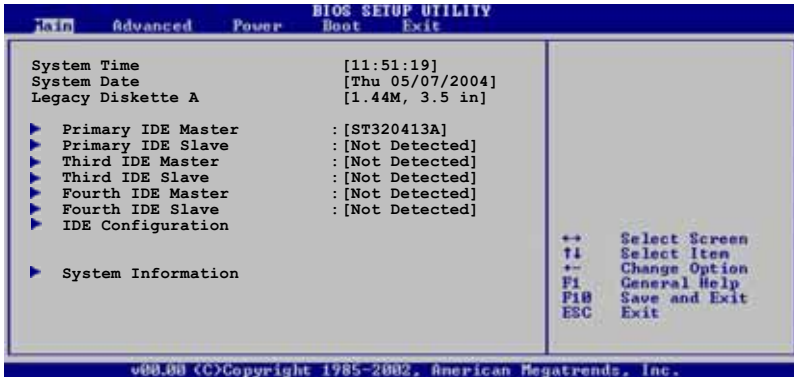 BIOS SETUP UTILITY
Main Advanced Power Boot Exit
System Time [11:51:19]
System Date [Thu 05/07/2004]
Legacy Diskette A [1.44M, 3.5 in]
Primary IDE Master :[ST320413A]
Primary IDE Slave :[Not Detected]
Third IDE Master :[Not Detected]
Third IDE Slave :[Not Detected]
Fourth IDE Master :[Not Detected]
Fourth IDE Slave :[Not Detected]
IDE Configuration
System Information
↔ Select Screen
↑↓ Select Item
+- Change Option
F1 General Help
F10 Save and Exit
ESC Exit
v00.00 (C)Copyright 1985-2002, American Megatrends, Inc.